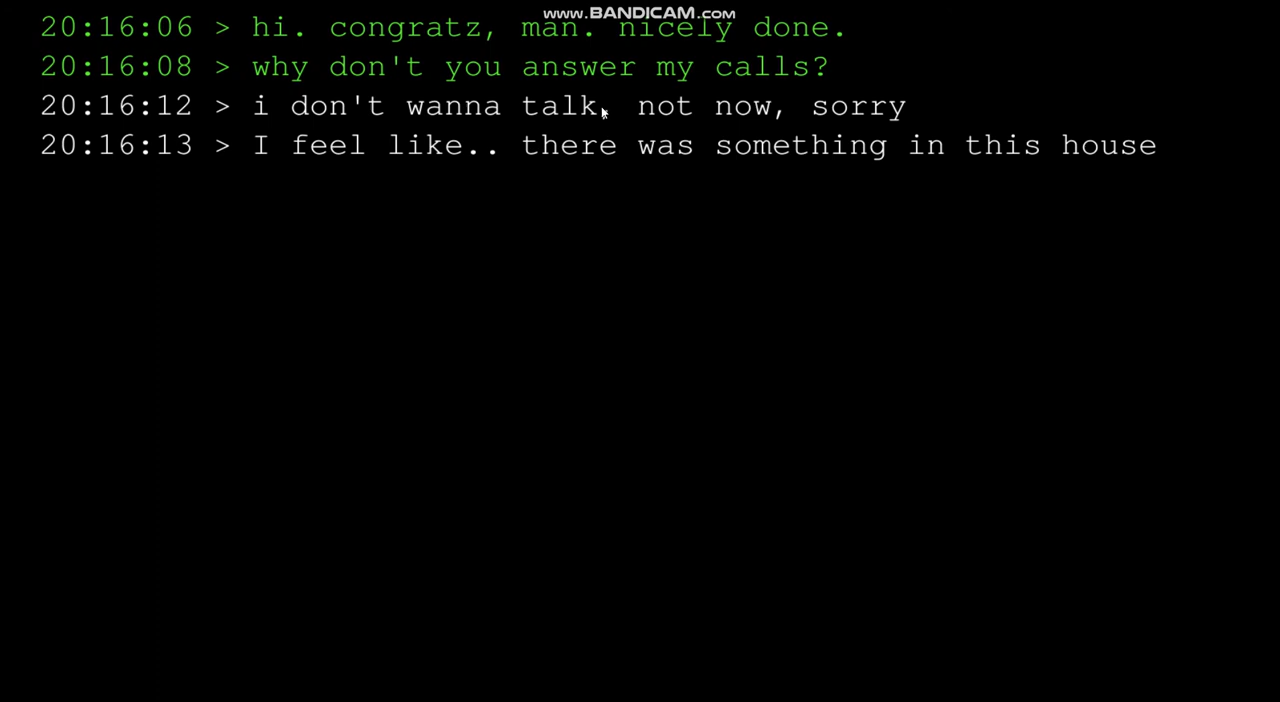 www.BANDICAM.com
20:16:06 > hi. congratz, man. nicely done.
20:16:08 > why don't you answer my calls?
20:16:12 > i don't wanna talk, not now, sorry
20:16:13 > I feel like.. there was something in this house